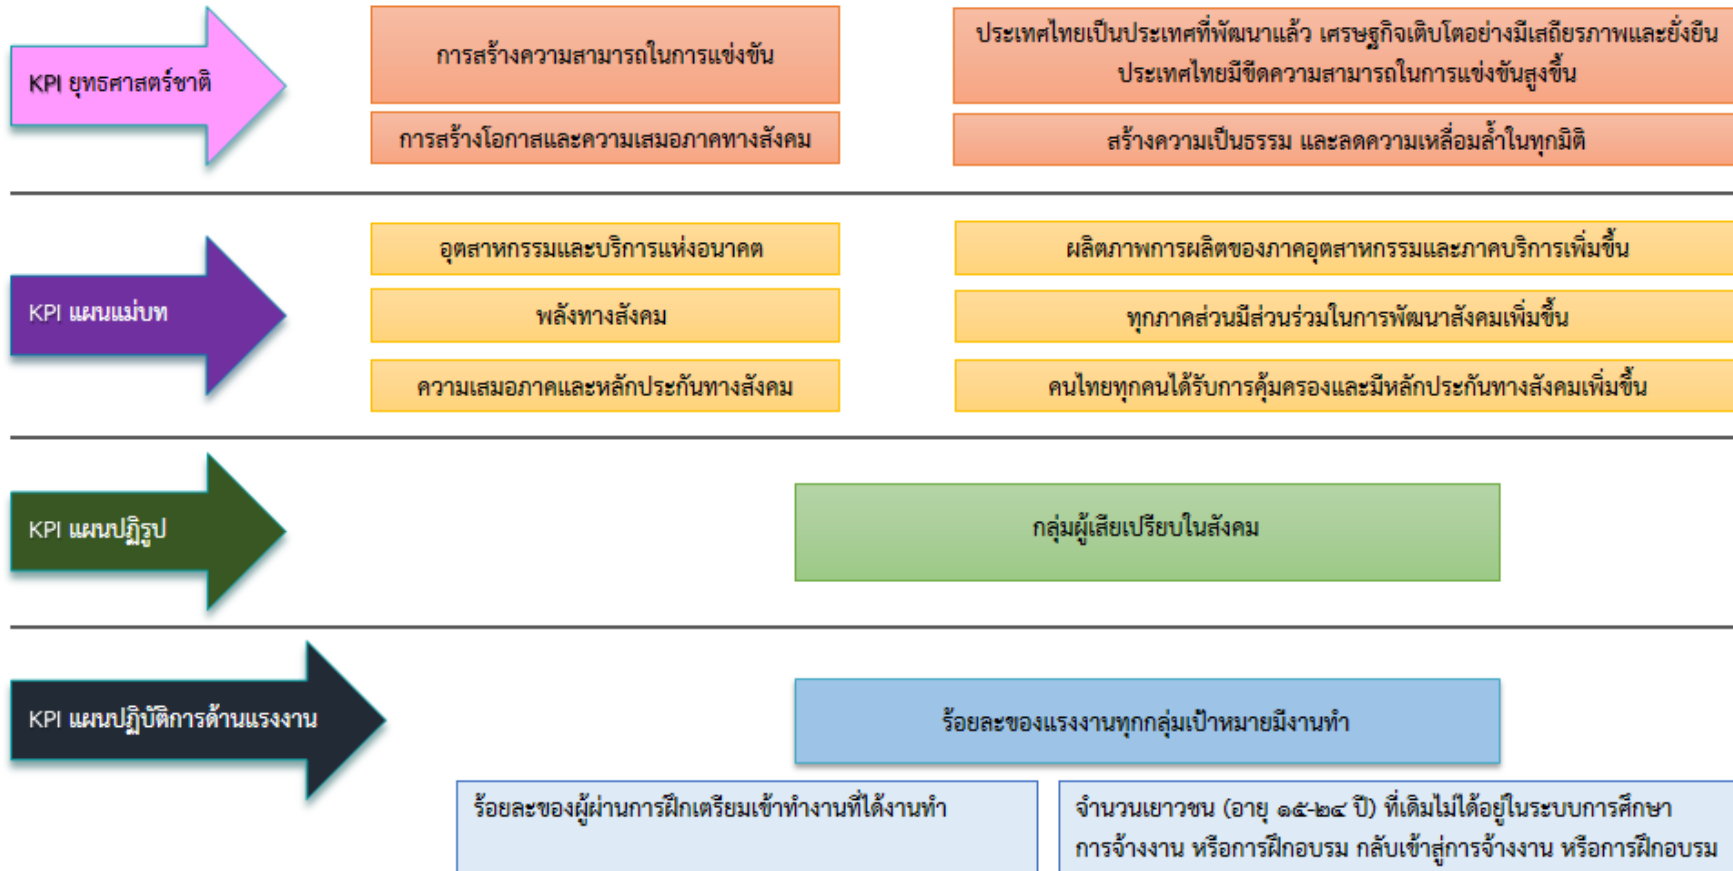 KPI ยุทธศาสตร์ชาติ
การสร้างความสามารถในการแข่งขัน
ประเทศไทยเป็นประเทศที่พัฒนาแล้ว เศรษฐกิจเติบโตอย่างมีเสถียรภาพและยั่งยืน
ประเทศไทยมีขีดความสามารถในการแข่งขันสูงขึ้น
การสร้างโอกาสและความเสมอภาคทางสังคม
สร้างความเป็นธรรม และลดความเหลื่อมล้ำในทุกมิติ
KPI แผนแม่บท
อุตสาหกรรมและบริการแห่งอนาคต
ผลิตภาพการผลิตของภาคอุตสาหกรรมและภาคบริการเพิ่มขึ้น
พลังทางสังคม
ทุกภาคส่วนมีส่วนร่วมในการพัฒนาสังคมเพิ่มขึ้น
ความเสมอภาคและหลักประกันทางสังคม
คนไทยทุกคนได้รับการคุ้มครองและมีหลักประกันทางสังคมเพิ่มขึ้น
KPI แผนปฏิรูป
กลุ่มผู้เสียเปรียบในสังคม
KPI แผนปฏิบัติการด้านแรงงาน
ร้อยละของแรงงานทุกกลุ่มเป้าหมายมีงานทำ
ร้อยละของผู้ผ่านการฝึกเตรียมเข้าทำงานที่ได้งานทำ
จำนวนเยาวชน (อายุ ๑๕-๒๔ ปี) ที่เดิมไม่ได้อยู่ในระบบการศึกษา
การจ้างงาน หรือการฝึกอบรม กลับเข้าสู่การจ้างงาน หรือการฝึกอบรม